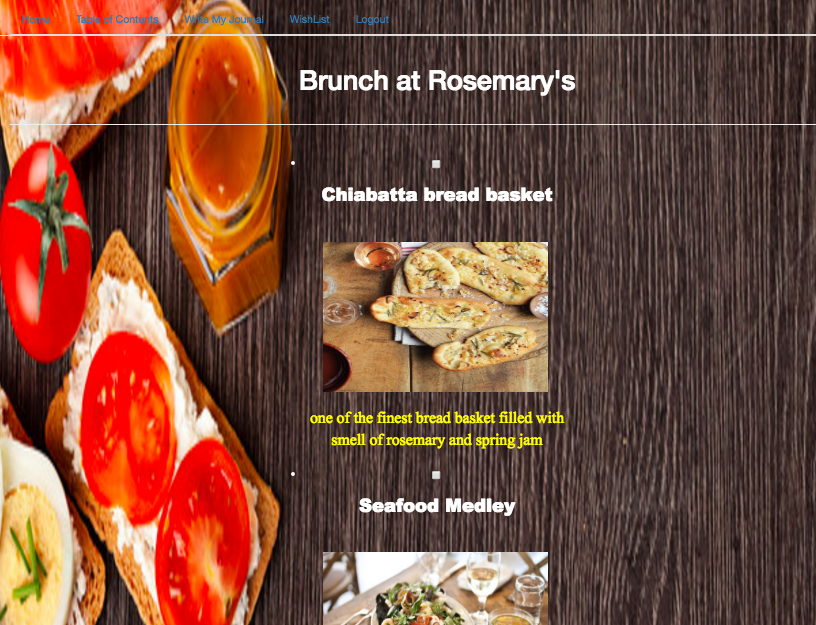 Home Table of Contents Write My Journal WishList Logout
Brunch at Rosemary's
Chiabatta bread basket
one of the finest bread basket filled with
smell of rosemary and spring jam
Seafood Medley